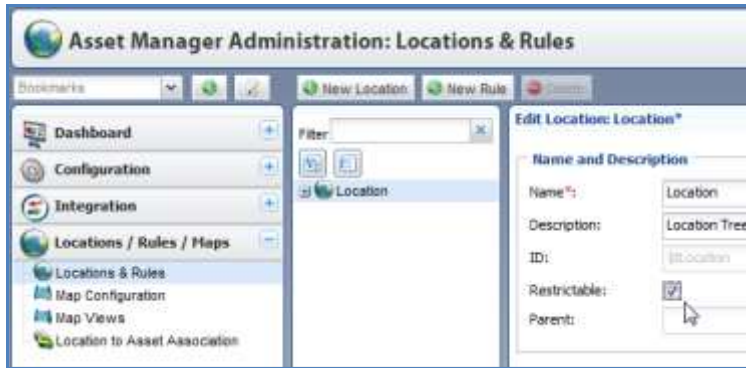 Asset Manager Administration: Locations & Rules
Bookmarks
New Location
New Rule
Delete
Dashboard
Configuration
Integration
Locations / Rules / Maps
Locations & Rules
Map Configuration
Map Views
Location to Asset Association
Filter
Location
Edit Location: Location*
Name and Description
Name*: Location
Description: Location Tree
ID:
Restrictable:
Parent: